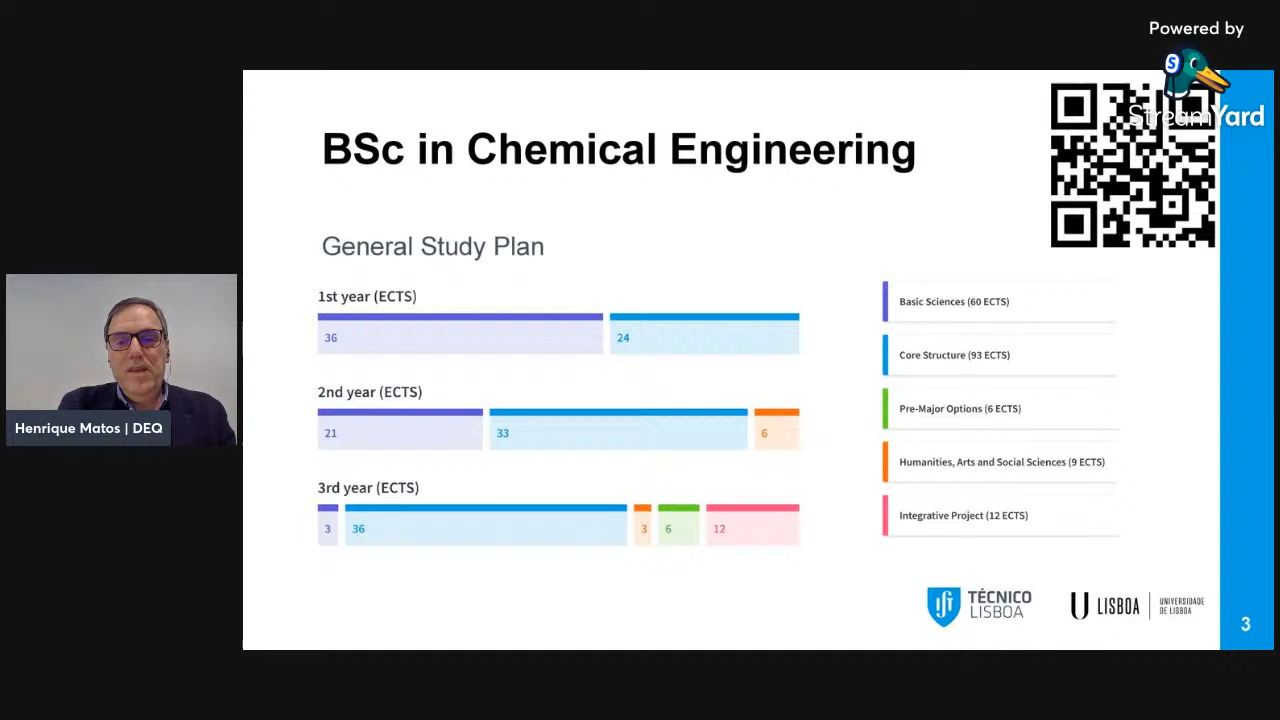 Powered by
StreamYard
BSc in Chemical Engineering
General Study Plan
1st year (ECTS)
36
24
2nd year (ECTS)
21
33
6
3rd year (ECTS)
3
36
3
6
12
Basic Sciences (60 ECTS)
Core Structure (93 ECTS)
Pre-Major Options (6 ECTS)
Humanities, Arts and Social Sciences (9 ECTS)
Integrative Project (12 ECTS)
Henrique Matos | DEQ
TÉCNICO
LISBOA
U LISBOA
UNIVERSIDADE
DE LISBOA
3